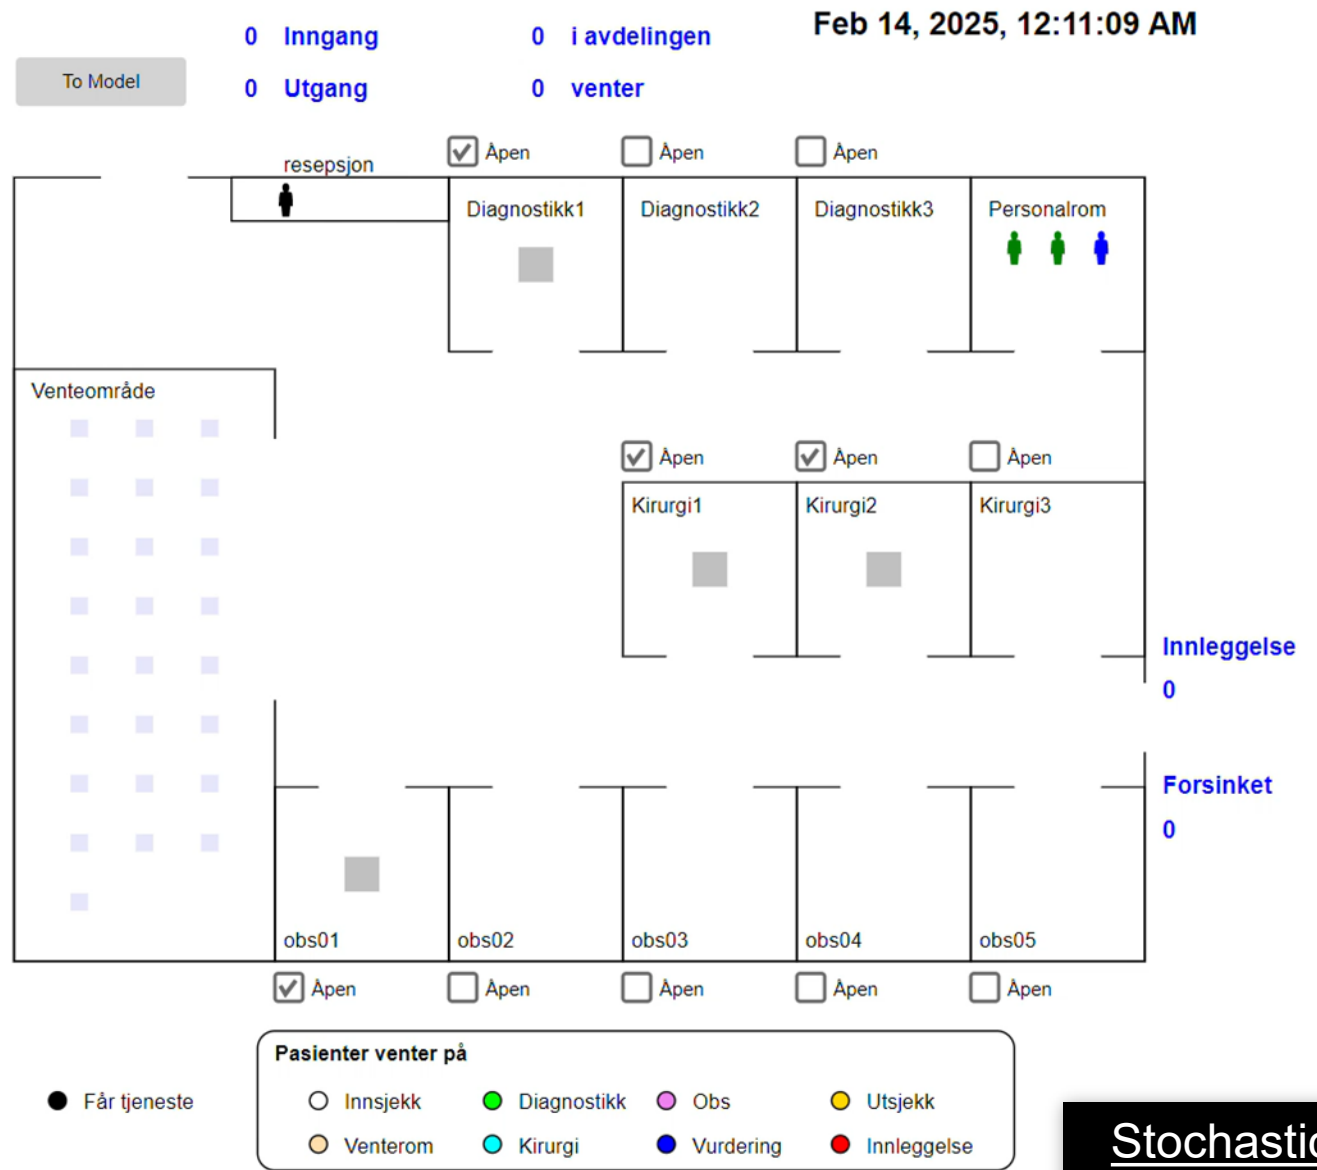 0 Inngang 0 i avdelingen Feb 14, 2025, 12:11:09 AM
To Model
0 Utgang 0 venter
resepsjon Åpen Åpen Åpen
Diagnostikk1 Diagnostikk2 Diagnostikk3 Personalrom
Venteområde
Åpen Åpen Åpen
Kirurgi1 Kirurgi2 Kirurgi3
Innleggelse
0
Forsinket
0
obs01 obs02 obs03 obs04 obs05
Åpen Åpen Åpen Åpen Åpen
Pasienter venter på
Får tjeneste Innsjekk Diagnostikk Obs Utsjekk
Venterom Kirurgi Vurdering Innleggelse